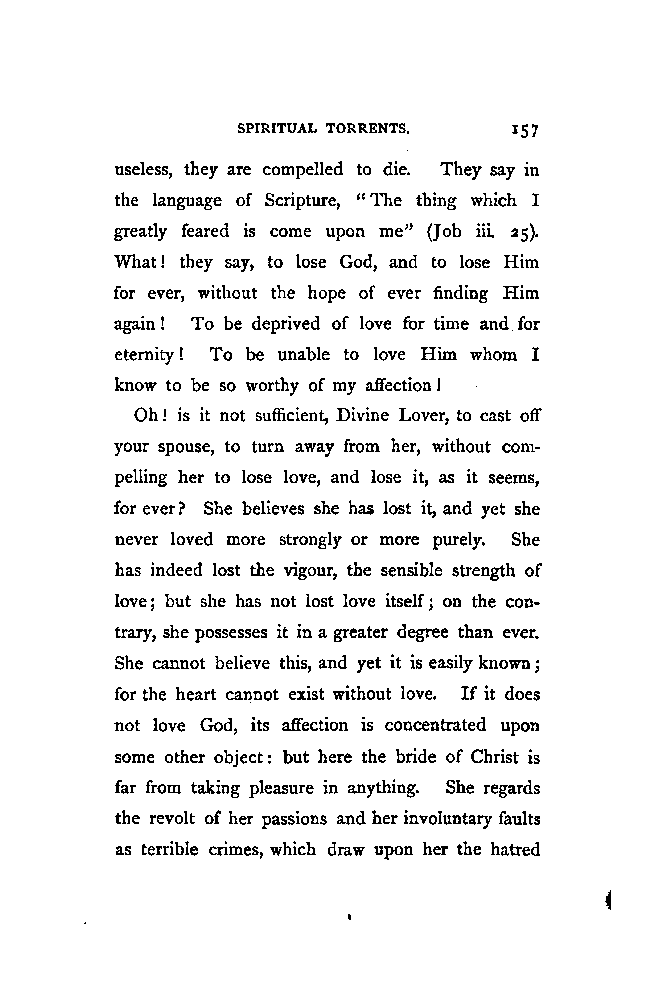 SPIRITUAL TORRENTS. 157
useless, they are compelled to die. They say in
the language of Scripture, "The thing which I
greatly feared is come upon me" (Job iii. 25).
What! they say, to lose God, and to lose Him
for ever, without the hope of ever finding Him
again! To be deprived of love for time and for
eternity! To be unable to love Him whom I
know to be so worthy of my affection!
Oh! is it not sufficient, Divine Lover, to cast off
your spouse, to turn away from her, without com-
pelling her to lose love, and lose it, as it seems,
for ever? She believes she has lost it, and yet she
never loved more strongly or more purely. She
has indeed lost the vigour, the sensible strength of
love; but she has not lost love itself; on the con-
trary, she possesses it in a greater degree than ever.
She cannot believe this, and yet it is easily known;
for the heart cannot exist without love. If it does
not love God, its affection is concentrated upon
some other object: but here the bride of Christ is
far from taking pleasure in anything. She regards
the revolt of her passions and her involuntary faults
as terrible crimes, which draw upon her the hatred